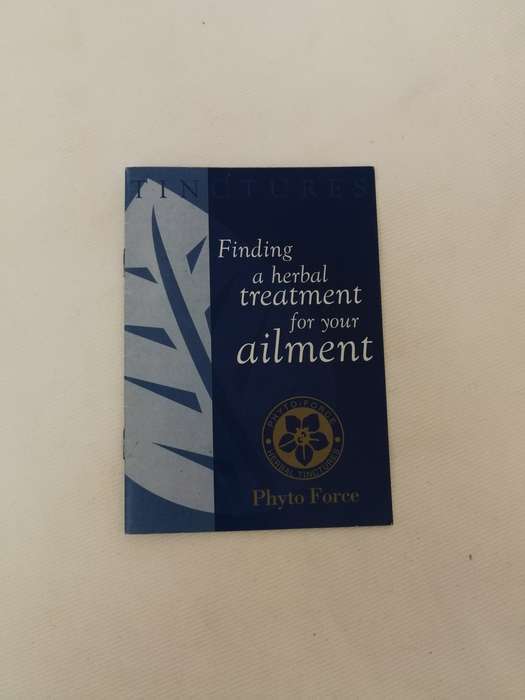 TINCTURES
Finding
a herbal
treatment
for your
ailment
PHYTO-FORCE
HERBAL TINCTURES
Phyto Force